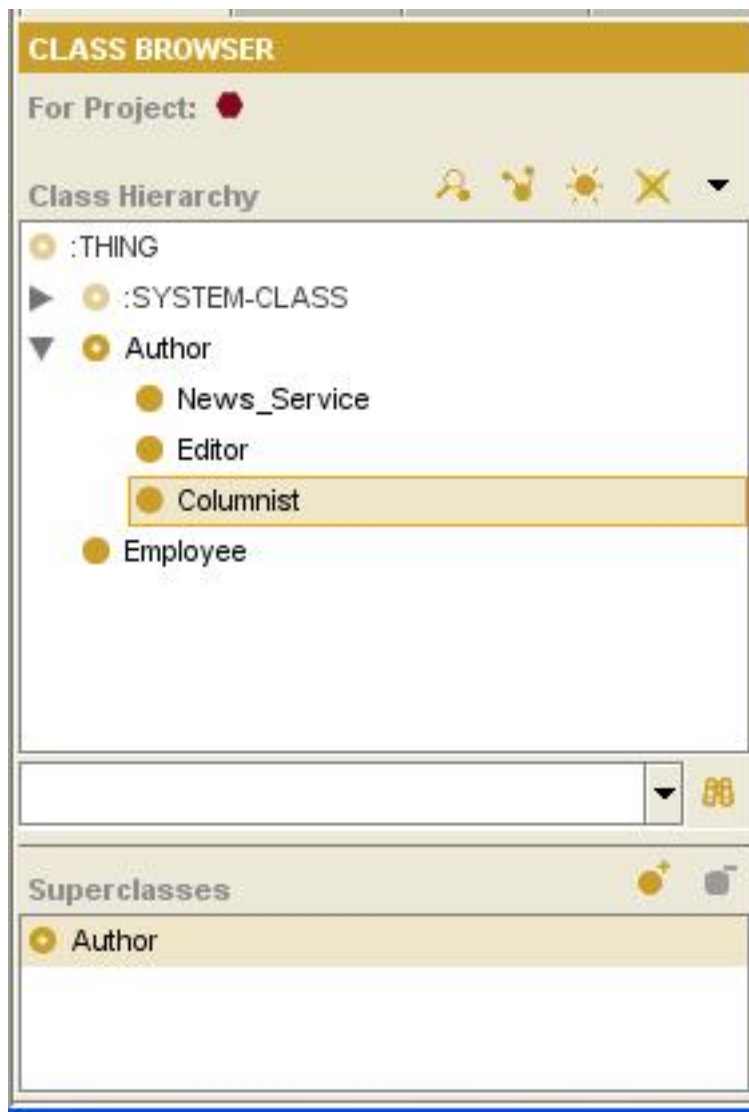 CLASS BROWSER
For Project:
Class Hierarchy
:THING
:SYSTEM-CLASS
Author
News_Service
Editor
Columnist
Employee
Superclasses
Author